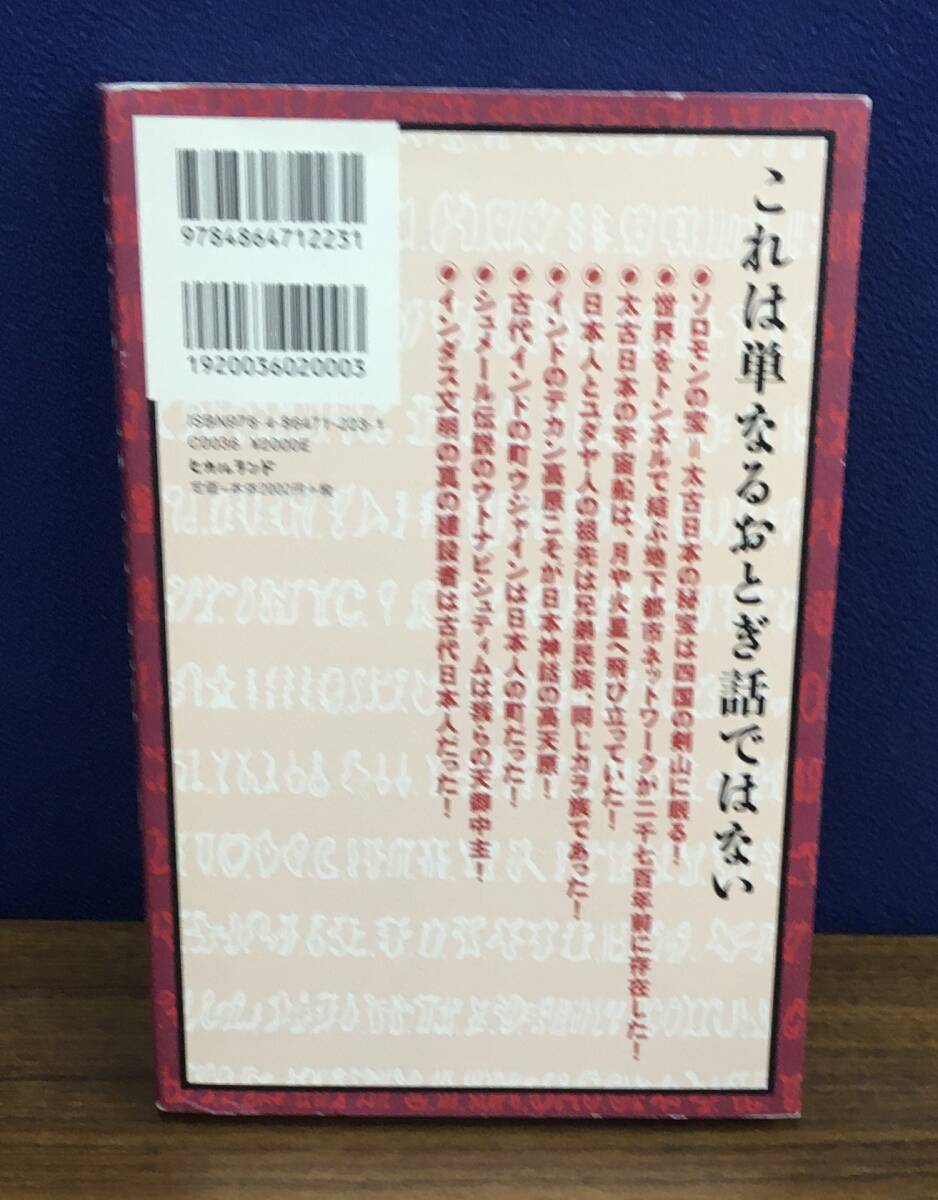 これは単なるおとぎ話ではない
●ソロモンの宝=太古日本の秘宝は四国の剣山に眠る!
●世界をトンネルで結ぶ地下都市ネットワークが二千七百年前に存在した!
●太古日本の宇宙船は、月や火星へ飛び立っていた!
●日本人とユダヤ人の祖先は兄弟民族、同じカラ族であった!
●インドのデカン高原こそが日本神話の高天原!
●古代インドの町ウジャインは日本人の町だった!
●シュメール伝説のウトナピシュティムは我らの天御中主!
●インダス文明の真の建設者は古代日本人だった!
9784864712231
1920036020003
ISBN978-4-86471-223-1
C0036 ¥2000E
ヒカルランド
定価=本体2000円+税